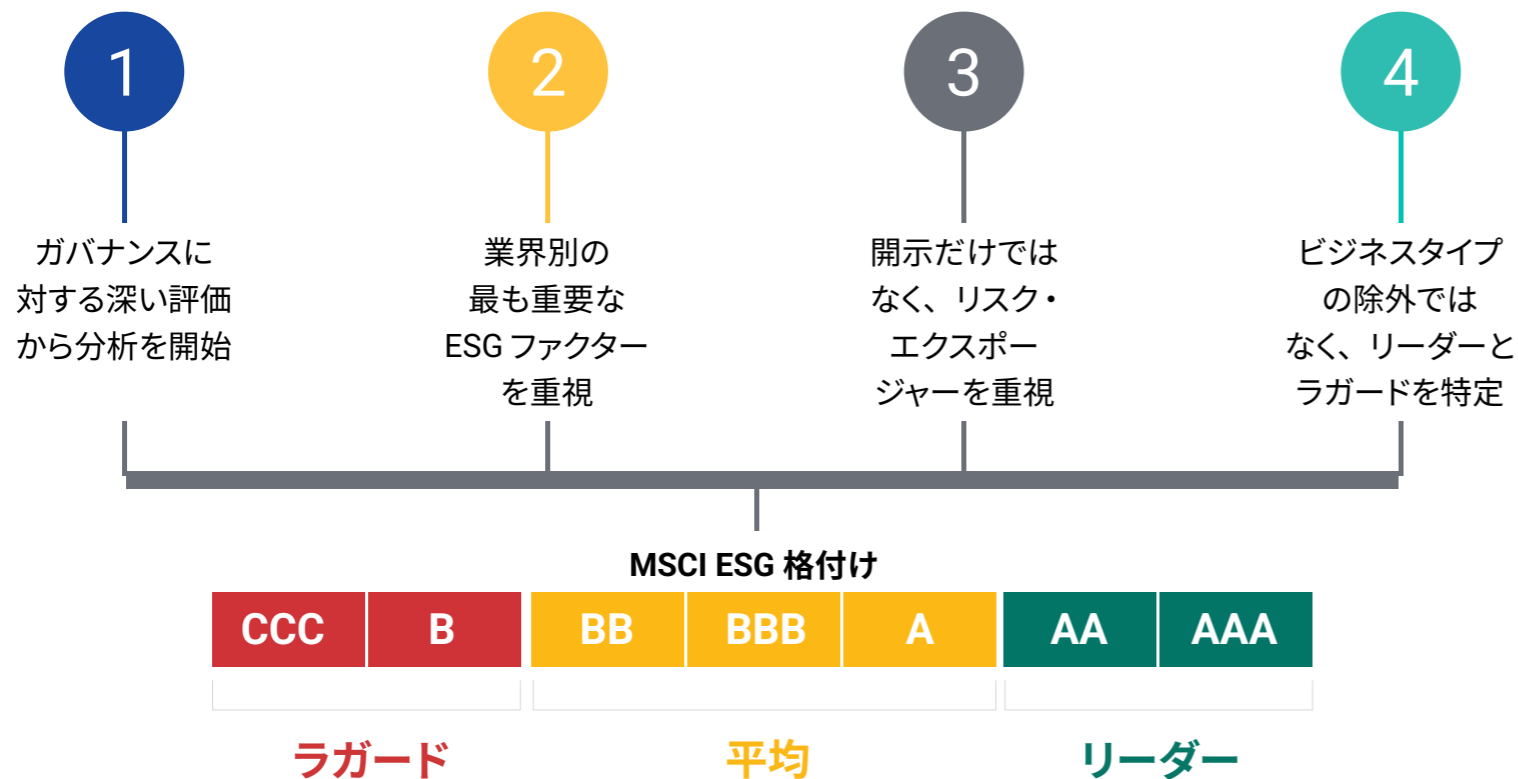 1
2
3
4
ガバナンスに
対する深い評価
から分析を開始
業界別の
最も重要な
ESG ファクター
を重視
開示だけでは
なく、リスク・
エクスポー
ジャーを重視
ビジネスタイプ
の除外では
なく、リーダーと
ラガードを特定
MSCI ESG 格付け
CCC
B
BB
BBB
A
AA
AAA
ラガード
平均
リーダー